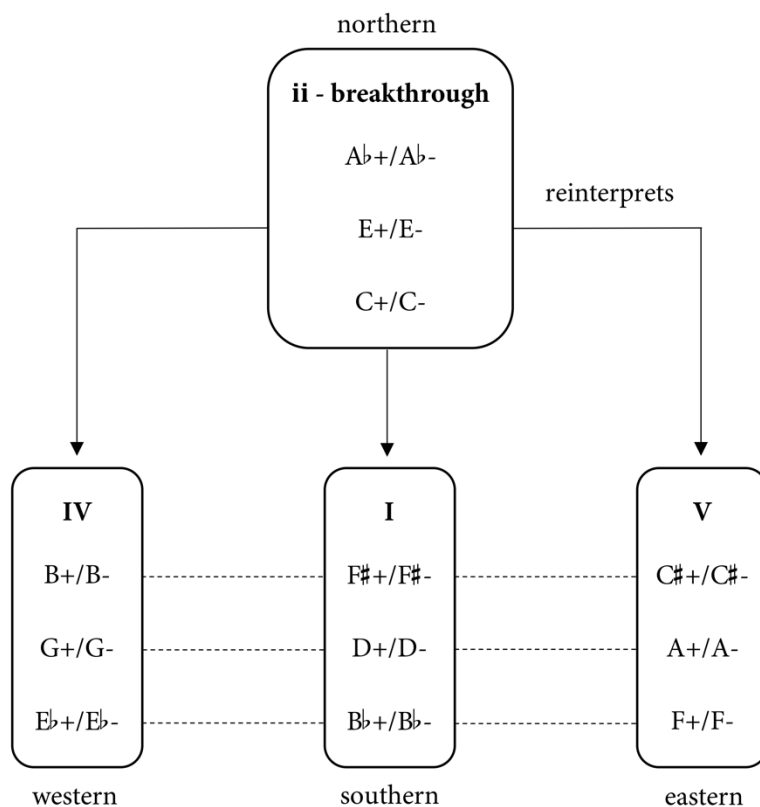 northern
ii - breakthrough
A♭+/A♭-
reinterprets
E+/E-
C+/C-
IV
I
V
B+/B-
F♯+/F♯-
C♯+/C♯-
G+/G-
D+/D-
A+/A-
E♭+/E♭-
B♭+/B♭-
F+/F-
western
southern
eastern